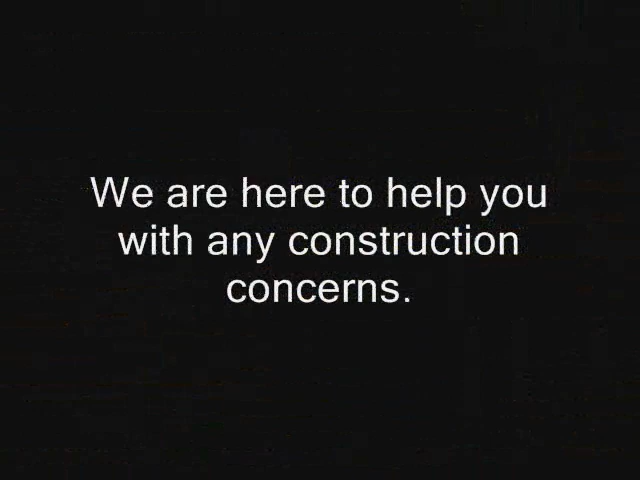 We are here to help you
with any construction
concerns.